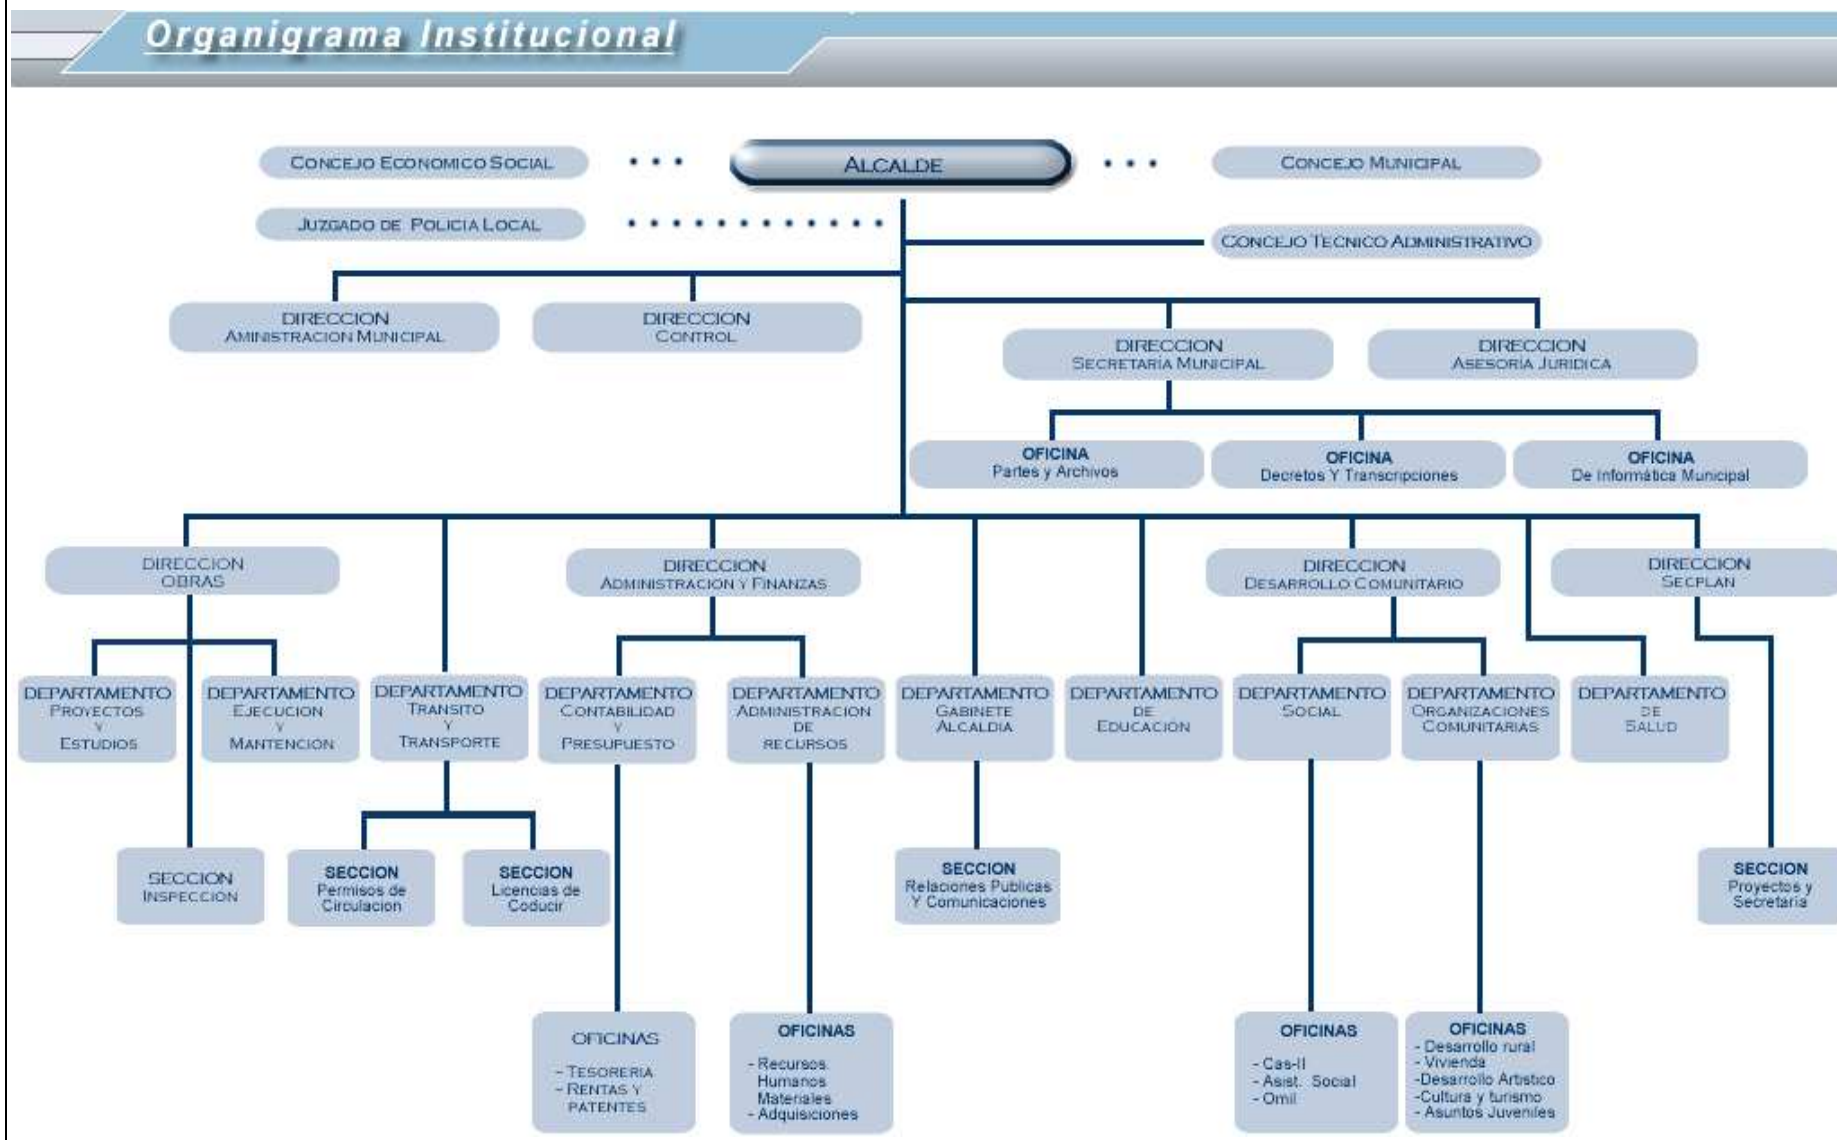 Organigrama Institucional
CONCEJO ECONOMICO SOCIAL
ALCALDE
CONCEJO MUNICIPAL
JUZGADO DE POLICIA LOCAL
CONCEJO TECNICO ADMINISTRATIVO
DIRECCION
AMINISTRACION MUNICIPAL
DIRECCION
CONTROL
DIRECCION
SECRETARÍA MUNICIPAL
DIRECCION
ASESORÍA JURIDICA
OFICINA
Partes y Archivos
OFICINA
Decretos Y Transcripciones
OFICINA
De Informática Municipal
DIRECCION
OBRAS
DIRECCION
ADMINISTRACION Y FINANZAS
DIRECCION
DESARROLLO COMUNITARIO
DIRECCION
SECPLAN
DEPARTAMENTO
PROYECTOS
Y
ESTUDIOS
DEPARTAMENTO
EJECUCION
Y
MANTENCION
DEPARTAMENTO
TRANSITO
Y
TRANSPORTE
DEPARTAMENTO
CONTABILIDAD
Y
PRESUPUESTO
DEPARTAMENTO
ADMINISTRACION
DE
RECURSOS
DEPARTAMENTO
GABINETE
ALCALDIA
DEPARTAMENTO
DE
EDUCACIÓN
DEPARTAMENTO
SOCIAL
DEPARTAMENTO
ORGANIZACIONES
COMUNITARIAS
DEPARTAMENTO
DE
SALUD
SECCION
INSPECCION
SECCION
Permisos de
Circulacion
SECCION
Licencias de
Coducir
SECCION
Relaciones Publicas
Y Comunicaciones
SECCION
Proyectos y
Secretaría
OFICINAS
- TESORERIA
- RENTAS Y
PATENTES
OFICINAS
- Recursos
Humanos
Materiales
- Adquisiciones
OFICINAS
- Cas-II
- Asist. Social
- Omil
OFICINAS
- Desarrollo rural
- Vivienda
-Desarrollo Artistico
-Cultura y turismo
- Asuntos Juveniles